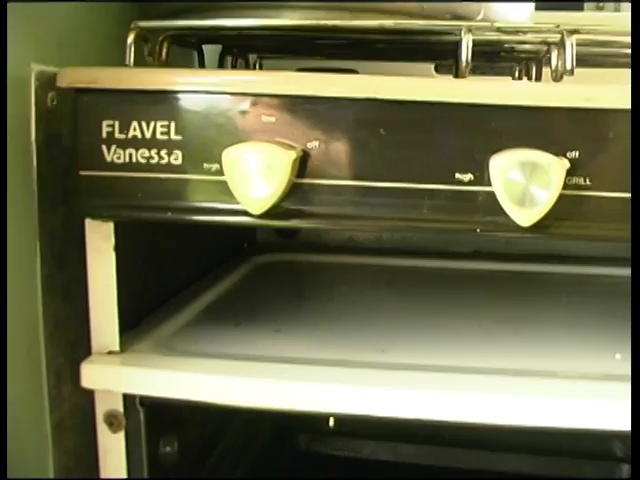 FLAVEL
Vanessa
low
off
high
high
off
GRILL